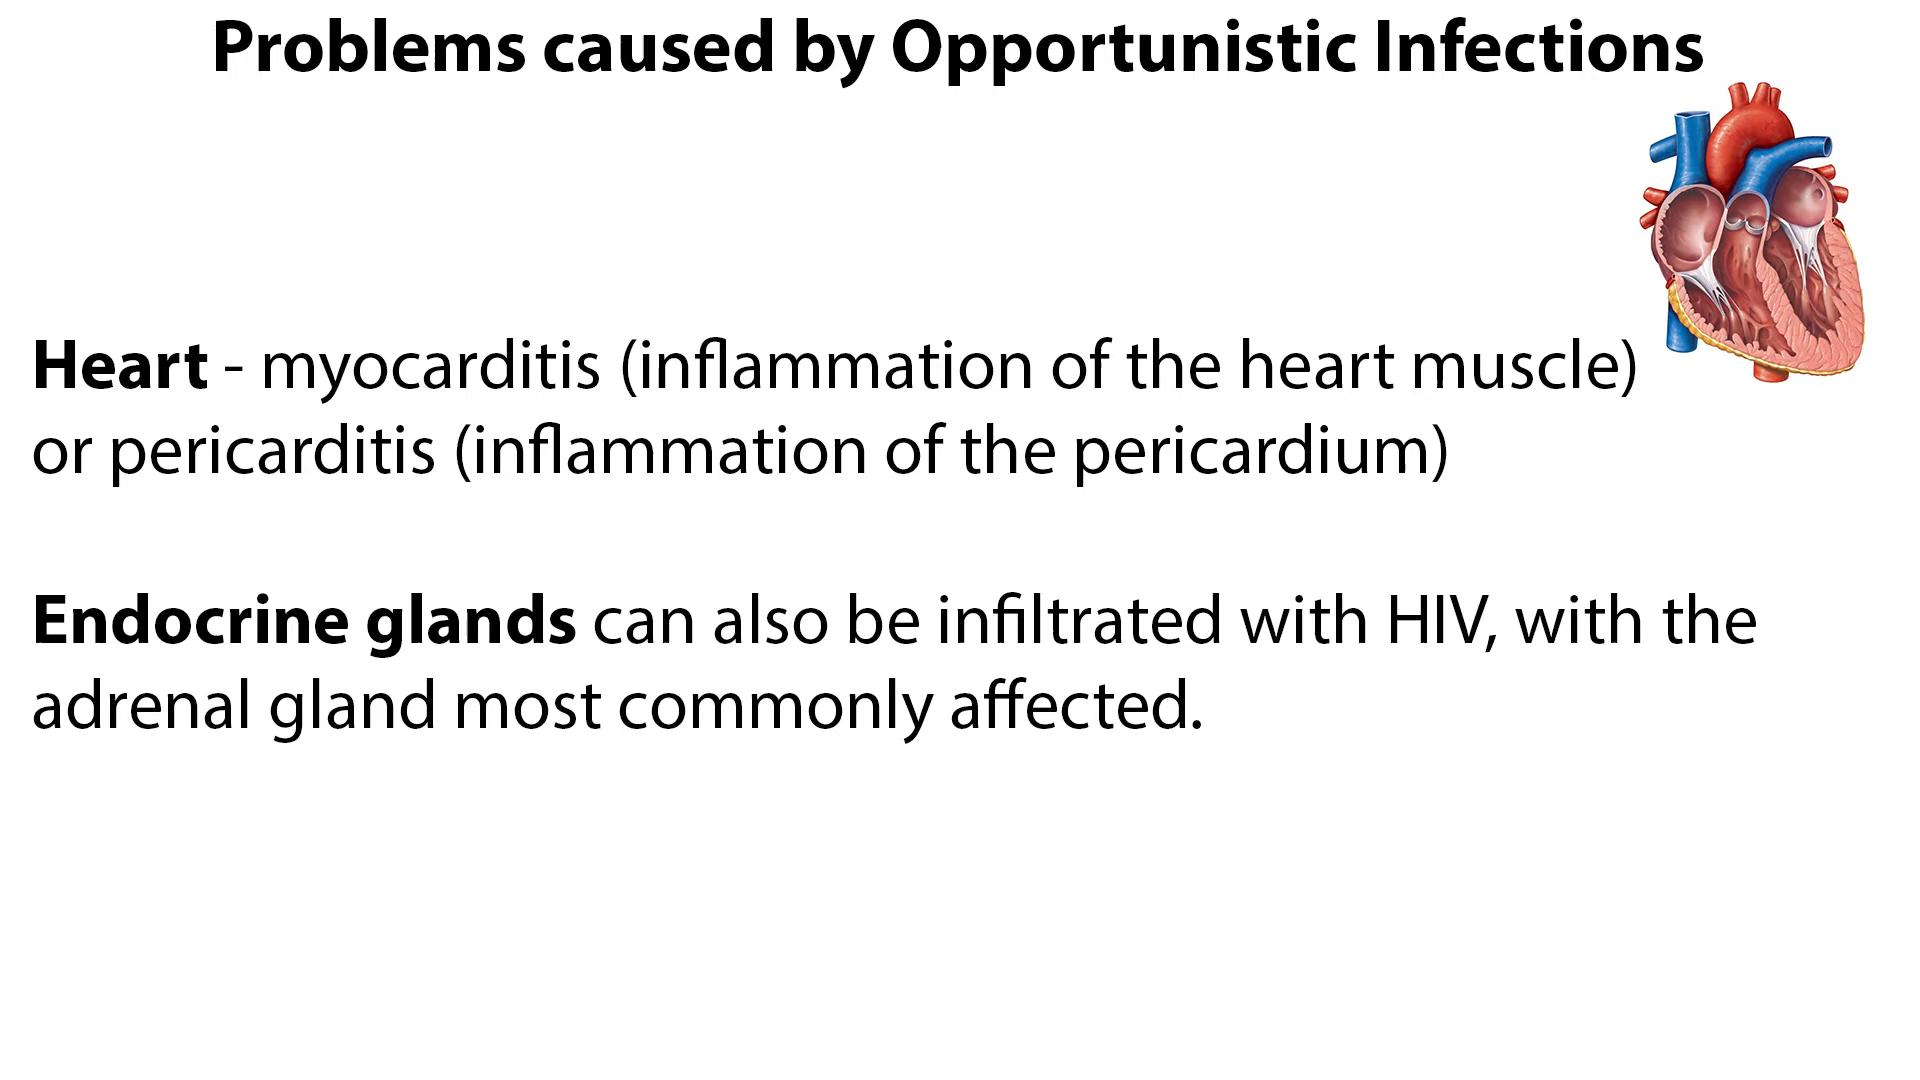 Problems caused by Opportunistic Infections
Heart - myocarditis (inflammation of the heart muscle)
or pericarditis (inflammation of the pericardium)
Endocrine glands can also be infiltrated with HIV, with the
adrenal gland most commonly affected.